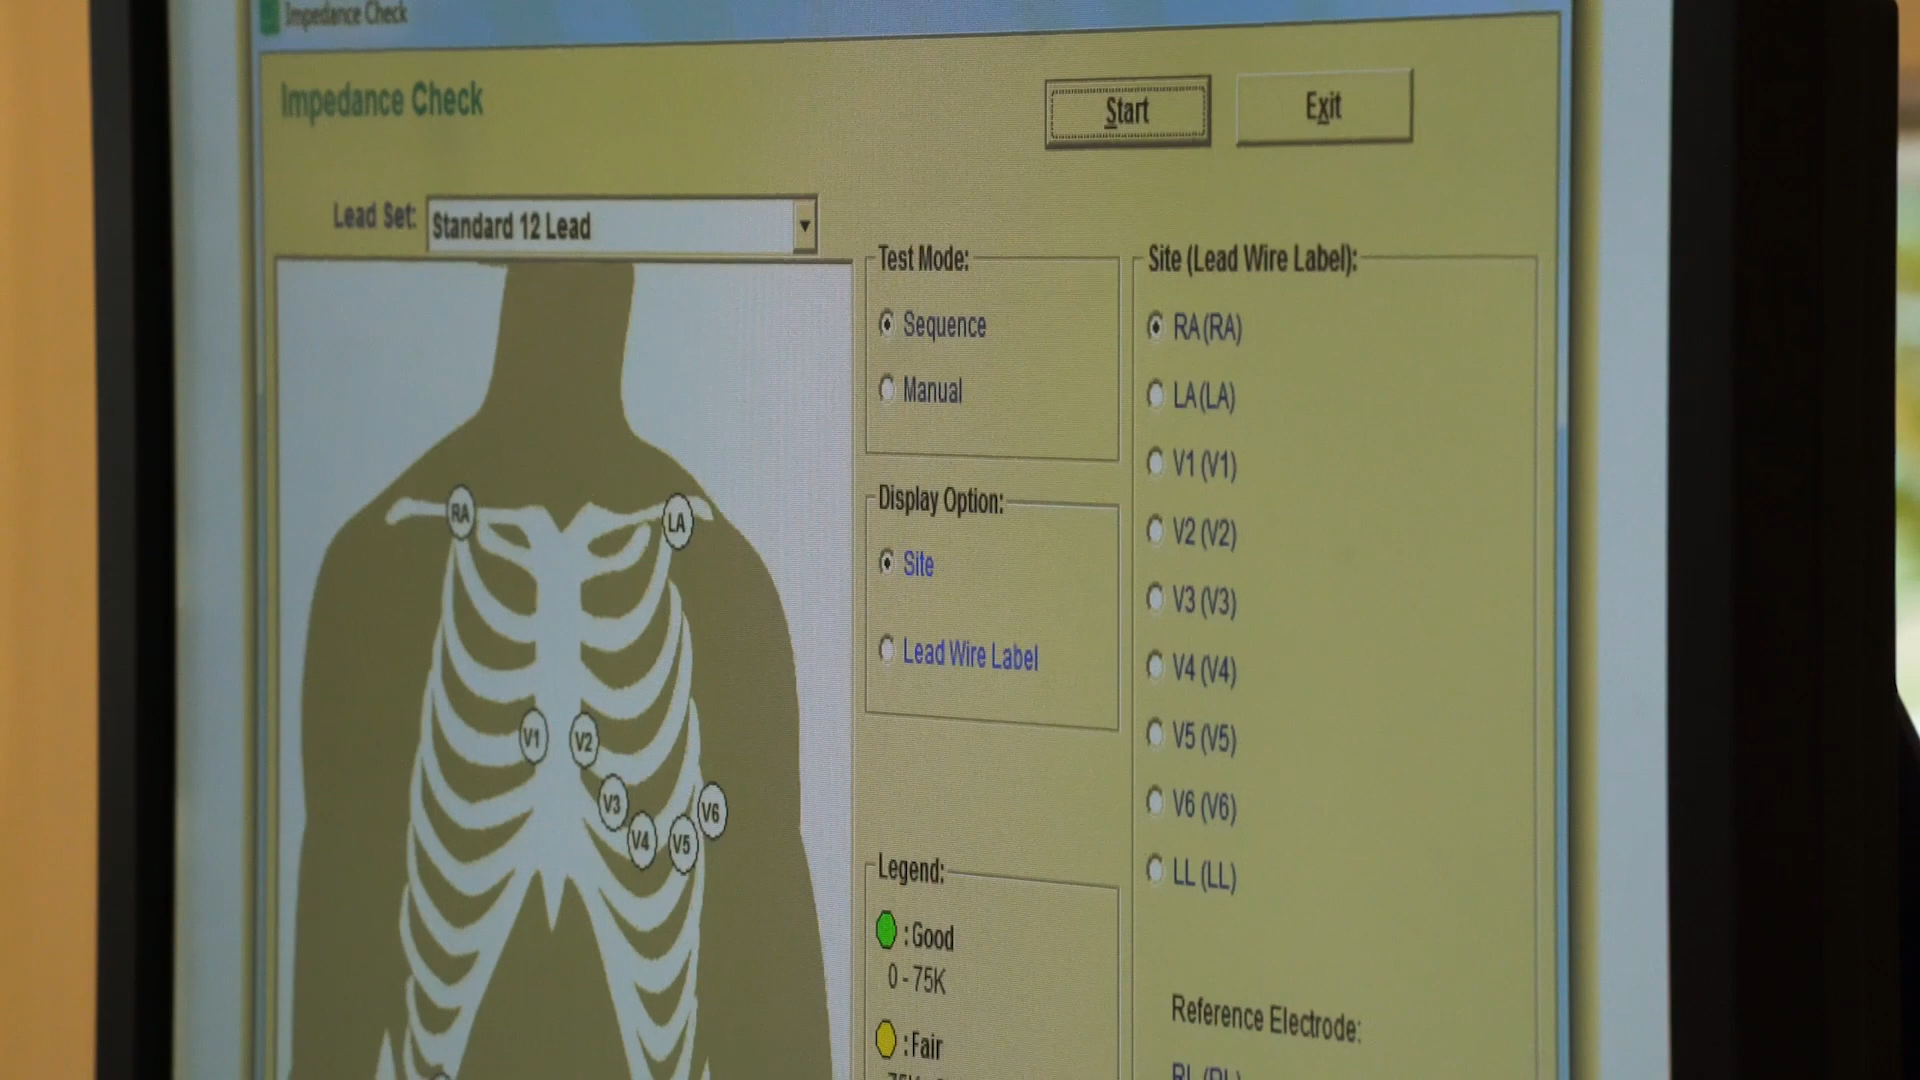 Impedance Check
Impedance Check
Start
Exit
Lead Set:
Standard 12 Lead
Test Mode:
Sequence
Manual
Display Option:
Site
Lead Wire Label
Legend:
: Good
0 - 75K
: Fair
Site (Lead Wire Label):
RA (RA)
LA (LA)
V1 (V1)
V2 (V2)
V3 (V3)
V4 (V4)
V5 (V5)
V6 (V6)
LL (LL)
Reference Electrode:
RL (RL)
RA
LA
V1
V2
V3
V4
V5
V6